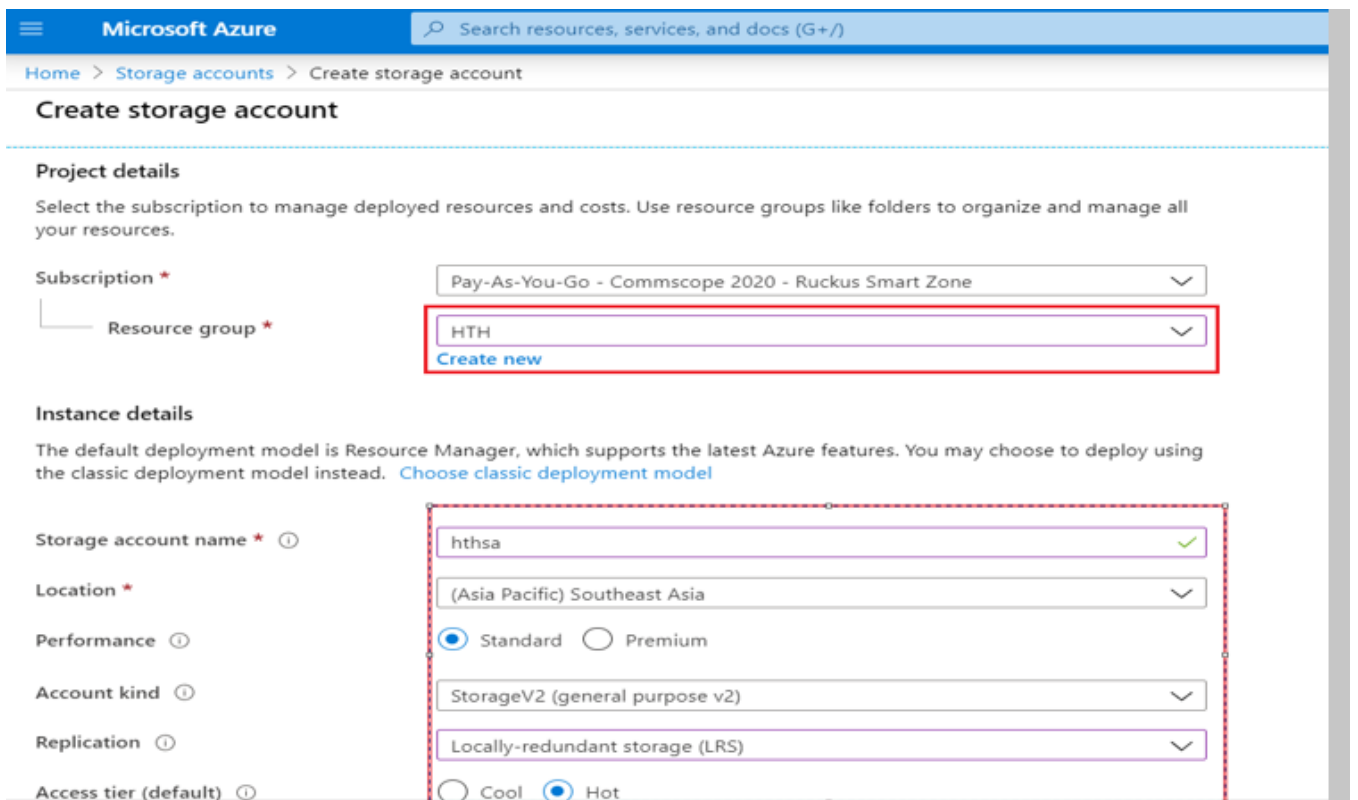 Microsoft Azure
Search resources, services, and docs (G+/)
Home > Storage accounts > Create storage account
Create storage account
Project details
Select the subscription to manage deployed resources and costs. Use resource groups like folders to organize and manage all
your resources.
Subscription *
Pay-As-You-Go - Commscope 2020 - Ruckus Smart Zone
Resource group *
HTH
Create new
Instance details
The default deployment model is Resource Manager, which supports the latest Azure features. You may choose to deploy using
the classic deployment model instead. Choose classic deployment model
Storage account name *
hthsa
Location *
(Asia Pacific) Southeast Asia
Performance
Standard Premium
Account kind
StorageV2 (general purpose v2)
Replication
Locally-redundant storage (LRS)
Access tier (default)
Cool Hot